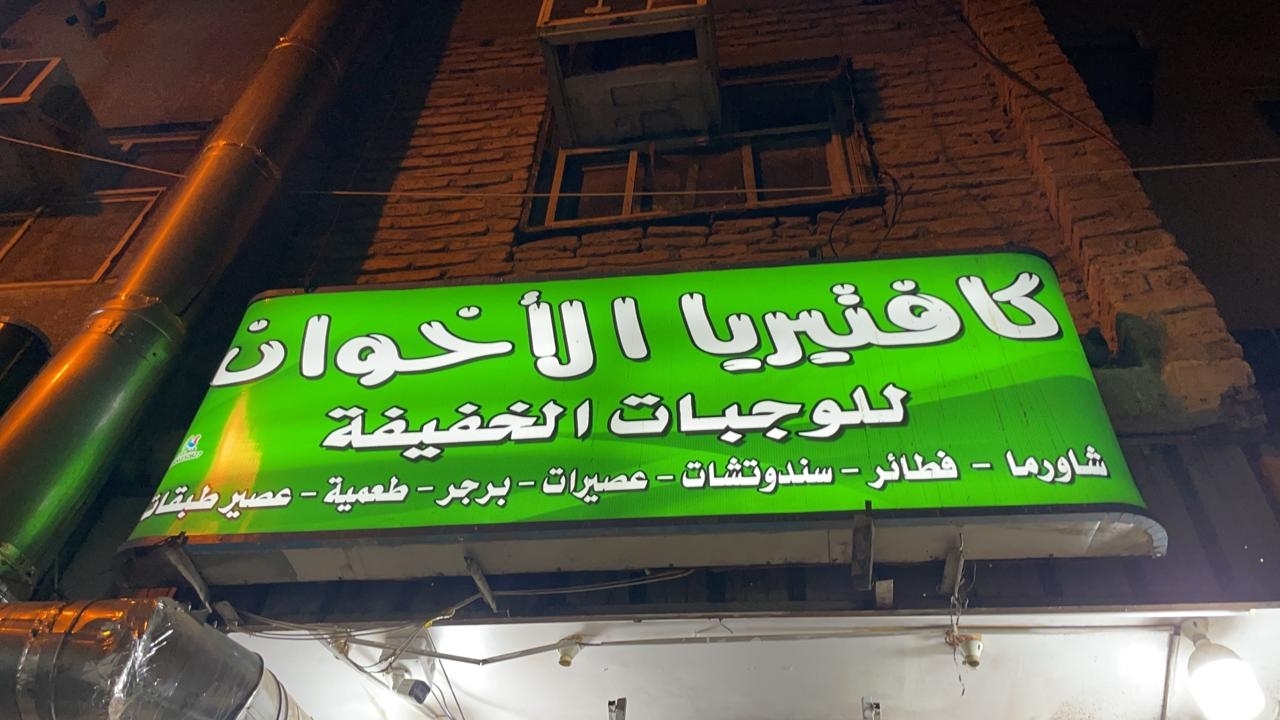 كافتيريا الأخوان
للوجبات الخفيفة
شاورما - فطائر - سندوتشات - عصيرات - برجر - طعمية - عصير طبقات